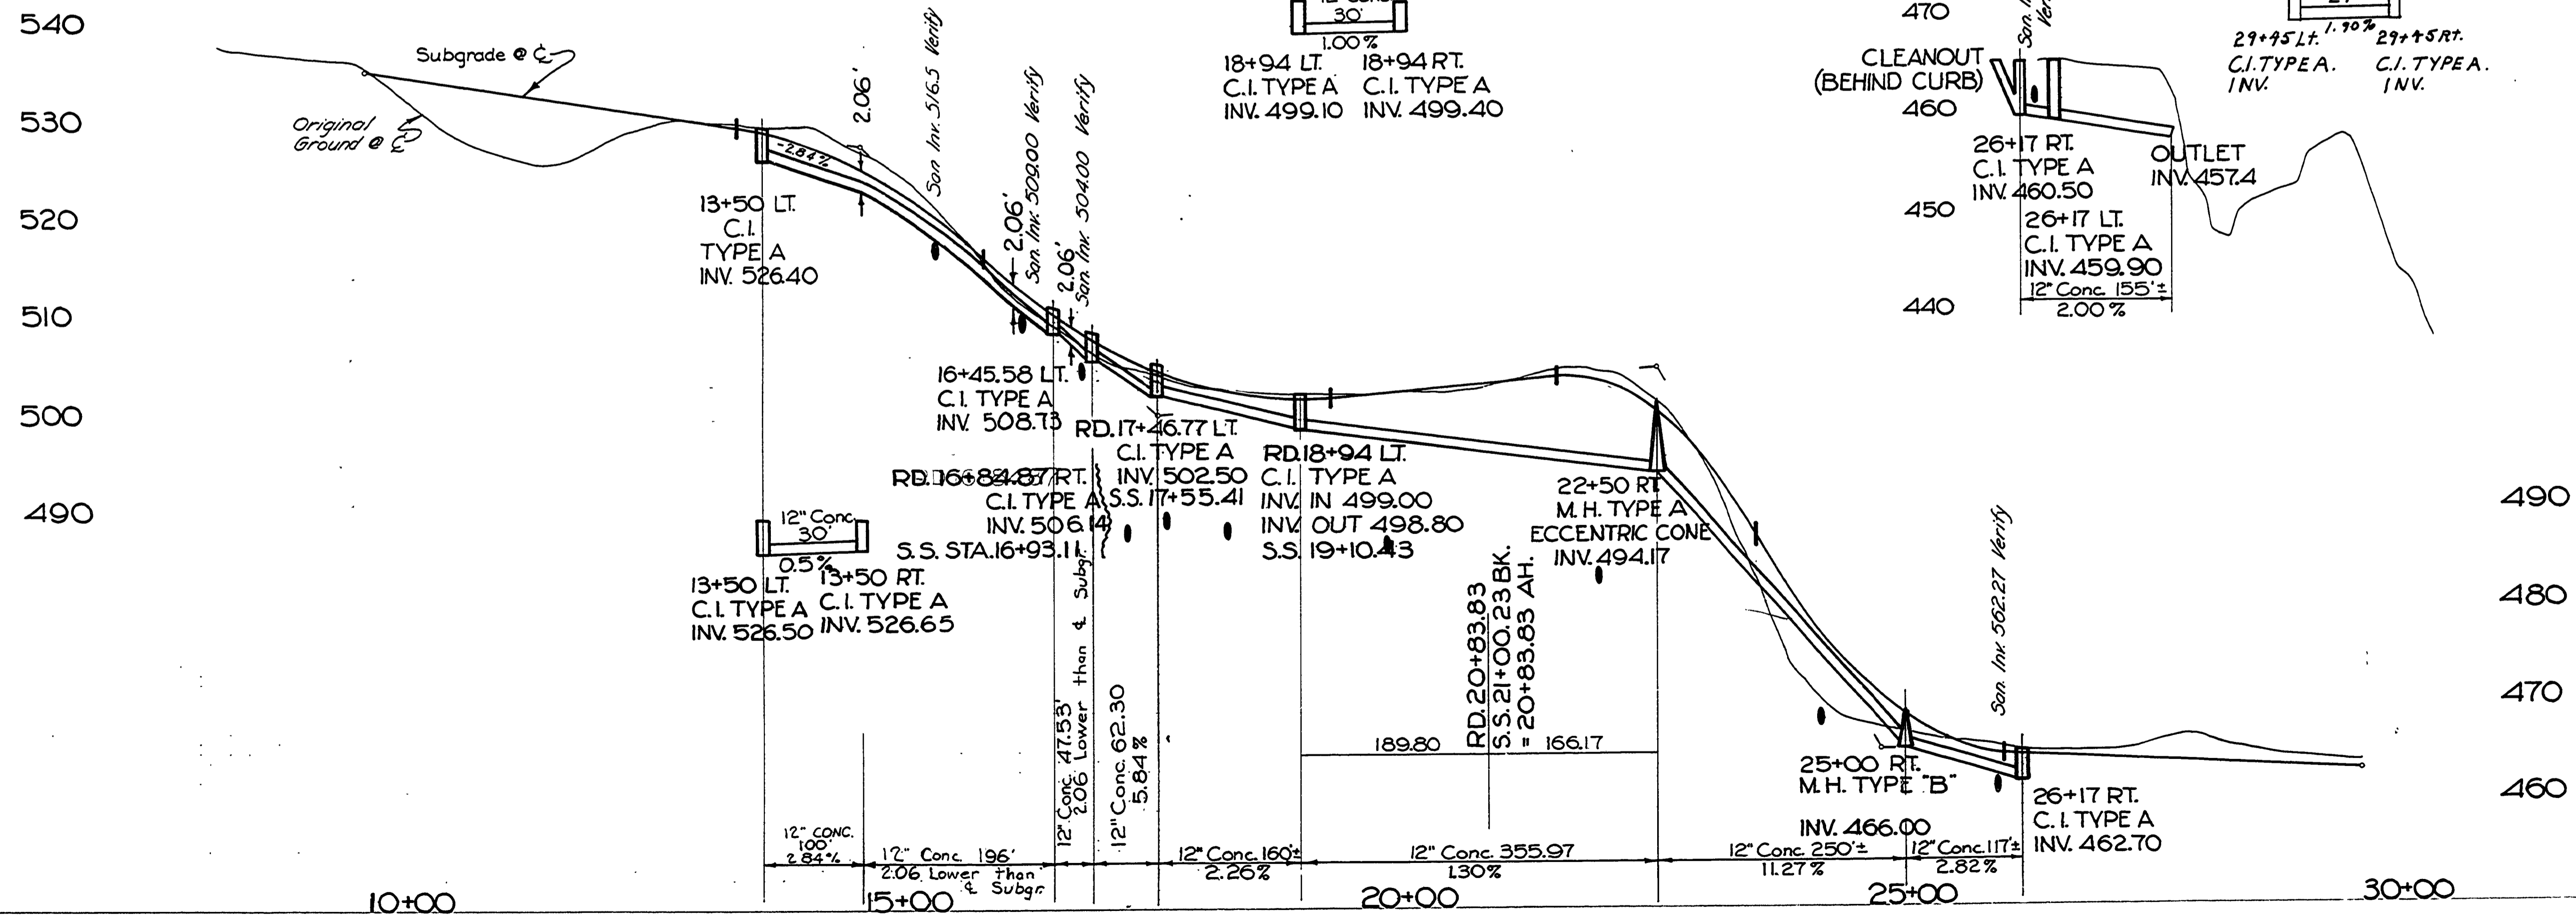 540
530
520
510
500
490
Subgrade @ ℄
Original
Ground @ ℄
2.06'
San Inv. 516.5 Verify
San. Inv. 509.00 Verify
2.06'
2.06'
San. Inv. 504.00 Verify
-2.84%
13+50 LT.
C.I.
TYPE A
INV. 526.40
30'
1.00%
18+94 LT.
C.I. TYPE A
INV. 499.10
18+94 RT.
C.I. TYPE A
INV. 499.40
470
460
450
440
CLEANOUT
(BEHIND CURB)
1.90%
29+45 Lt.
C.I. TYPE A.
INV.
29+45 Rt.
C.I. TYPE A.
INV.
26+17 RT.
C.I. TYPE A
INV. 460.50
OUTLET
INV. 457.4
26+17 LT.
C.I. TYPE A
INV. 459.90
12" Conc. 155'±
2.00%
16+45.58 LT.
C.I. TYPE A
INV. 508.73
RD. 16+84.87 RT.
C.I. TYPE A
INV. 506.14
S.S. STA. 16+93.11
RD. 17+46.77 LT.
C.I. TYPE A
INV. 502.50
S.S. 17+55.41
RD. 18+94 LT.
C.I. TYPE A
INV. IN 499.00
INV. OUT 498.80
S.S. 19+10.43
22+50 RT
M.H. TYPE A
ECCENTRIC CONE
INV. 494.17
12" Conc.
30'
0.5%
13+50 LT.
C.I. TYPE A
INV. 526.50
13+50 RT.
C.I. TYPE A
INV. 526.65
RD. 20+83.83
S.S. 21+00.23 BK.
= 20+83.83 AH.
189.80
166.17
San. Inv. 562.27 Verify
490
480
470
460
25+00 RT.
M.H. TYPE "B"
INV. 466.00
26+17 RT.
C.I. TYPE A
INV. 462.70
12" CONC.
100'
2.84%
12" Conc. 196'
2.06 Lower than
℄ Subgr.
12" Conc. 47.53'
2.06 Lower than ℄ Subgr.
12" Conc. 62.30
5.84%
12" Conc. 160'±
2.26%
12" Conc. 355.97
1.30%
12" Conc. 250'±
11.27%
12" Conc. 117'±
2.82%
10+00
15+00
20+00
25+00
30+00